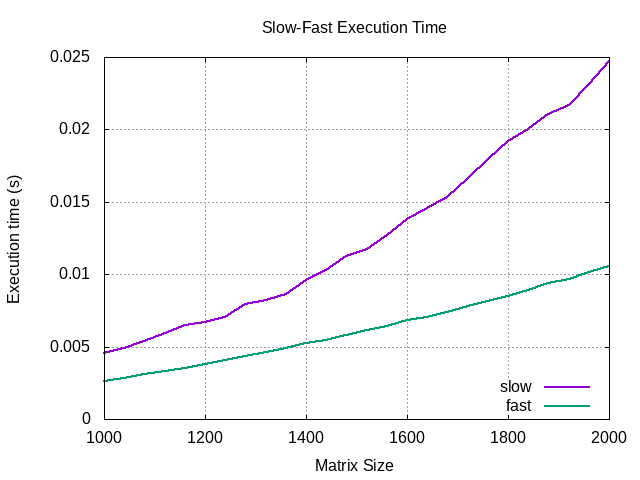 Slow-Fast Execution Time
0.025
0.02
0.015
0.01
0.005
0
Execution time (s)
slow
fast
1000 1200 1400 1600 1800 2000
Matrix Size